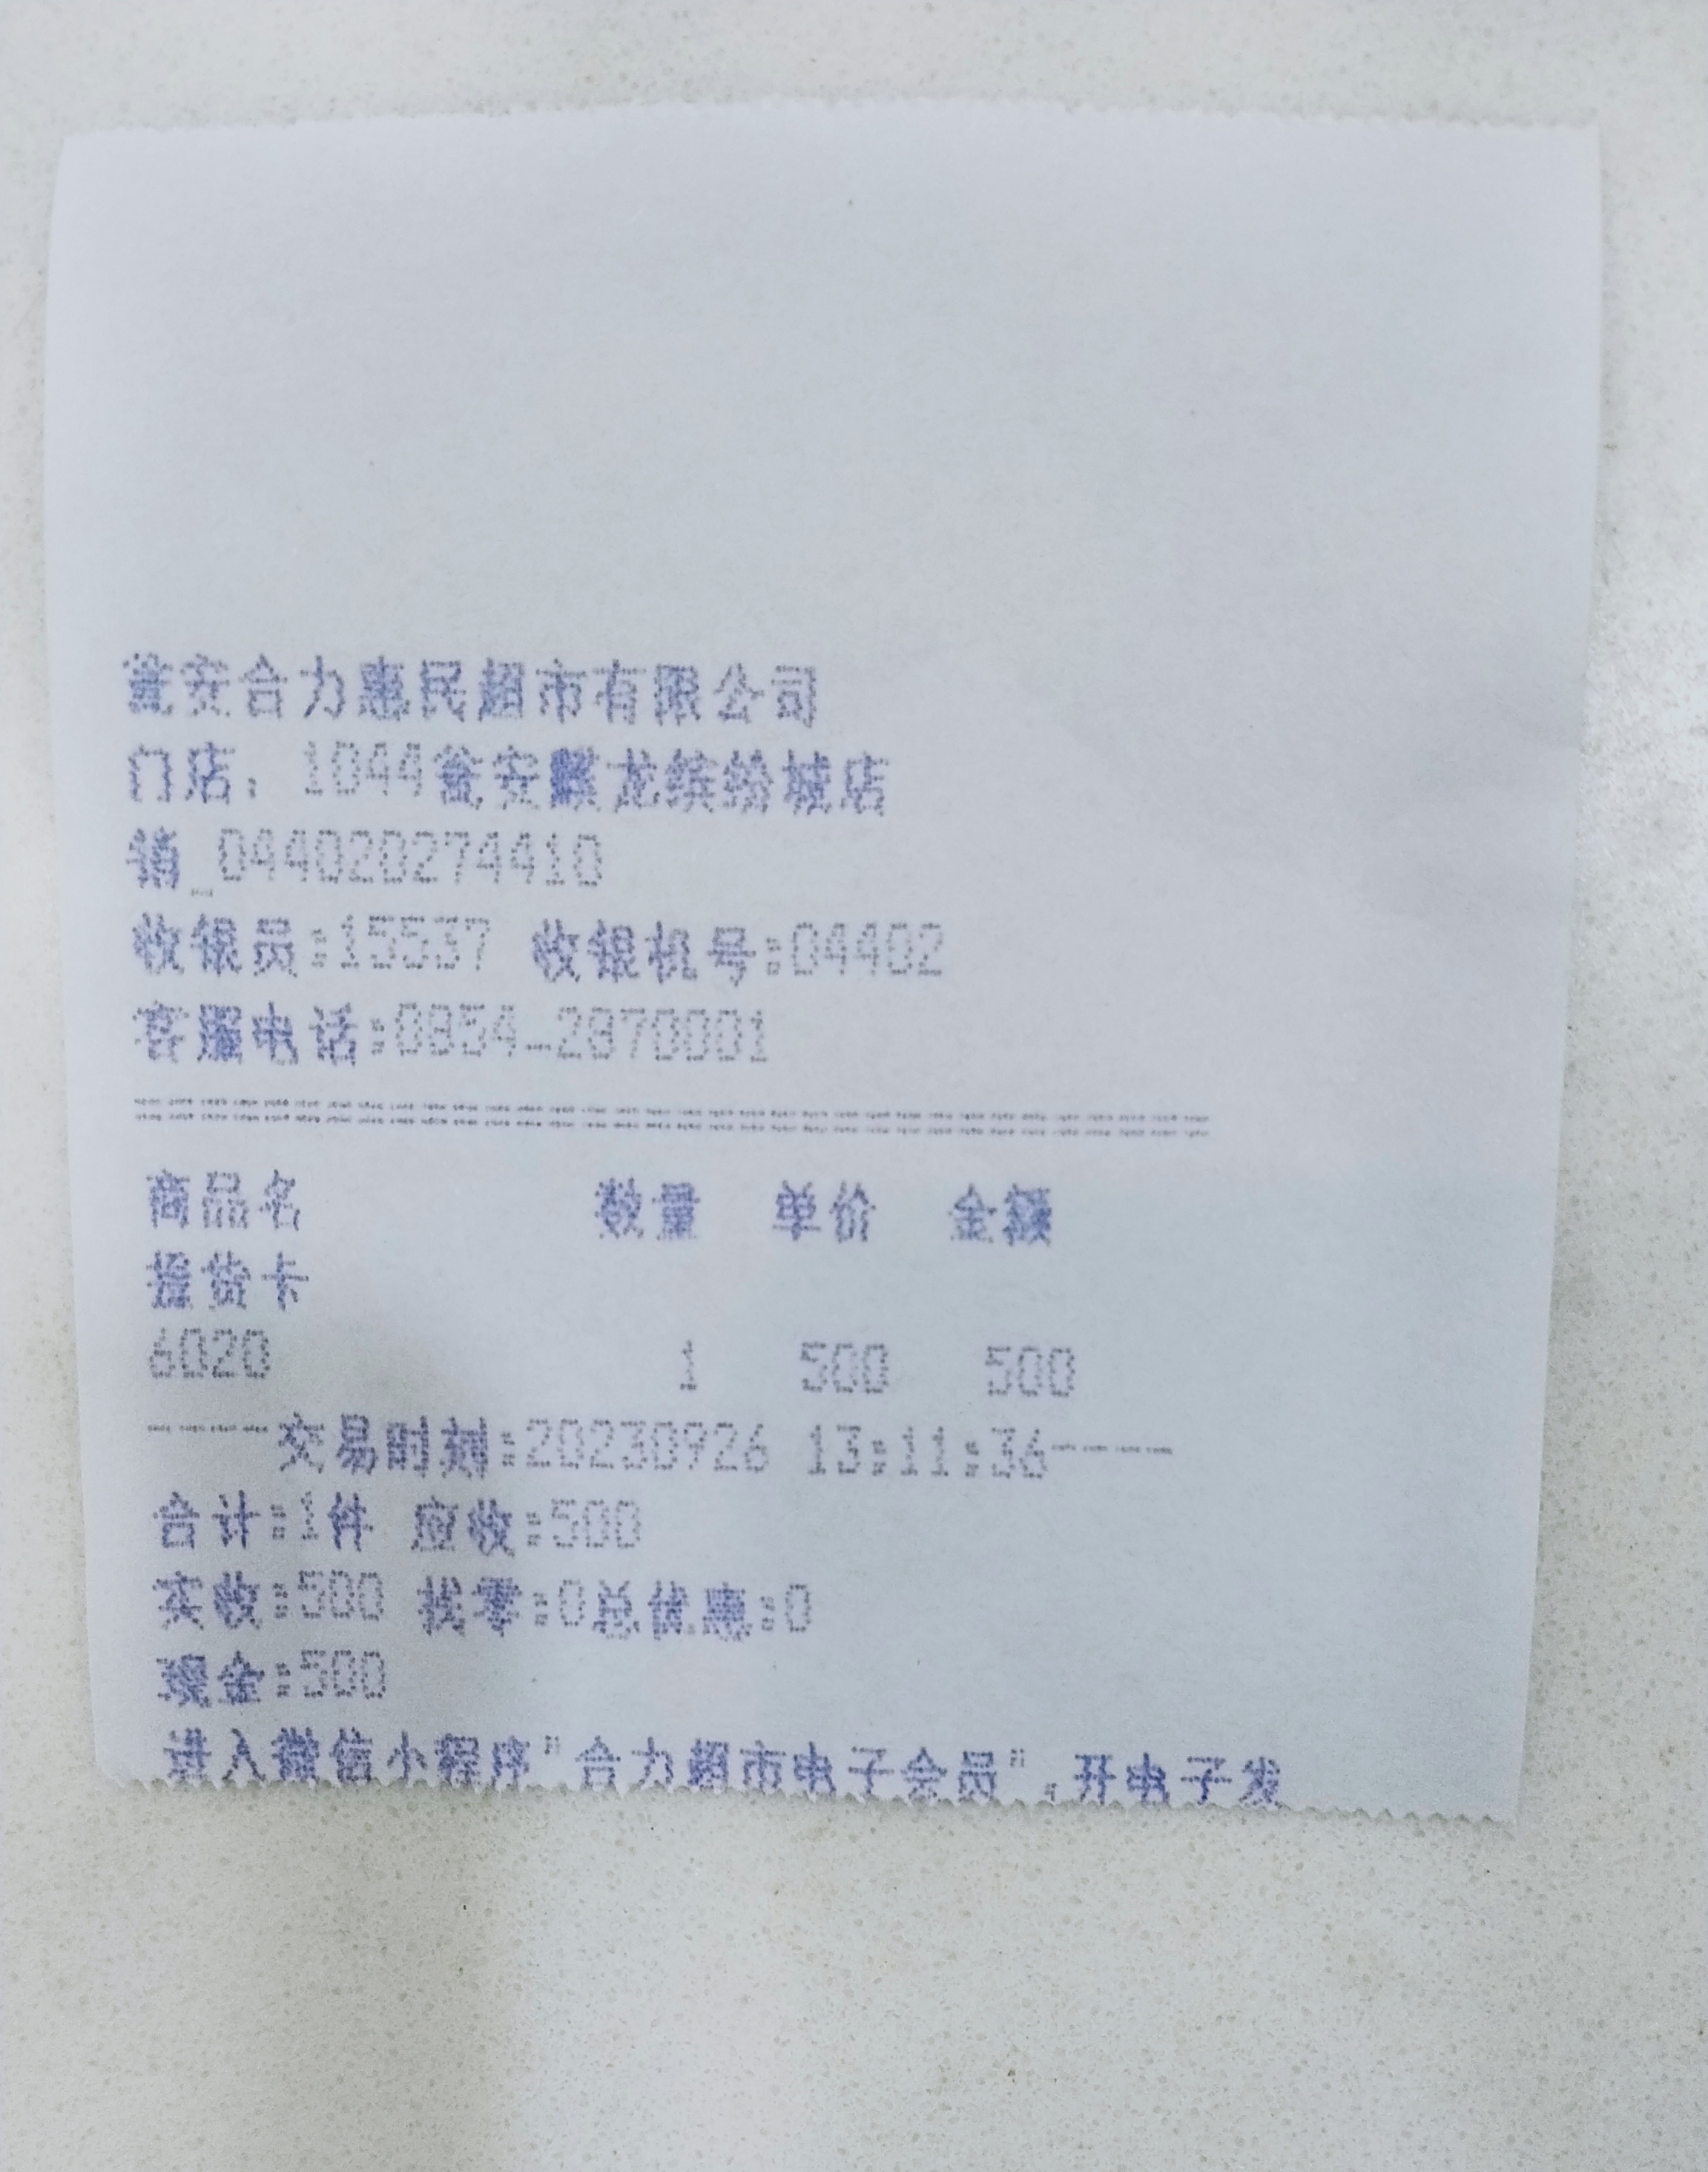 瓮安合力惠民超市有限公司
门店：1044瓮安麒龙缤纷城店
销_044020274410
收银员:15537 收银机号:04402
客服电话:0854-2870001
商品名 数量 单价 金额
提货卡
6020 1 500 500
----交易时刻:20230926 13:11:36----
合计:1件 应收:500
实收:500 找零:0总优惠:0
现金:500
进入微信小程序"合力超市电子会员",开电子发